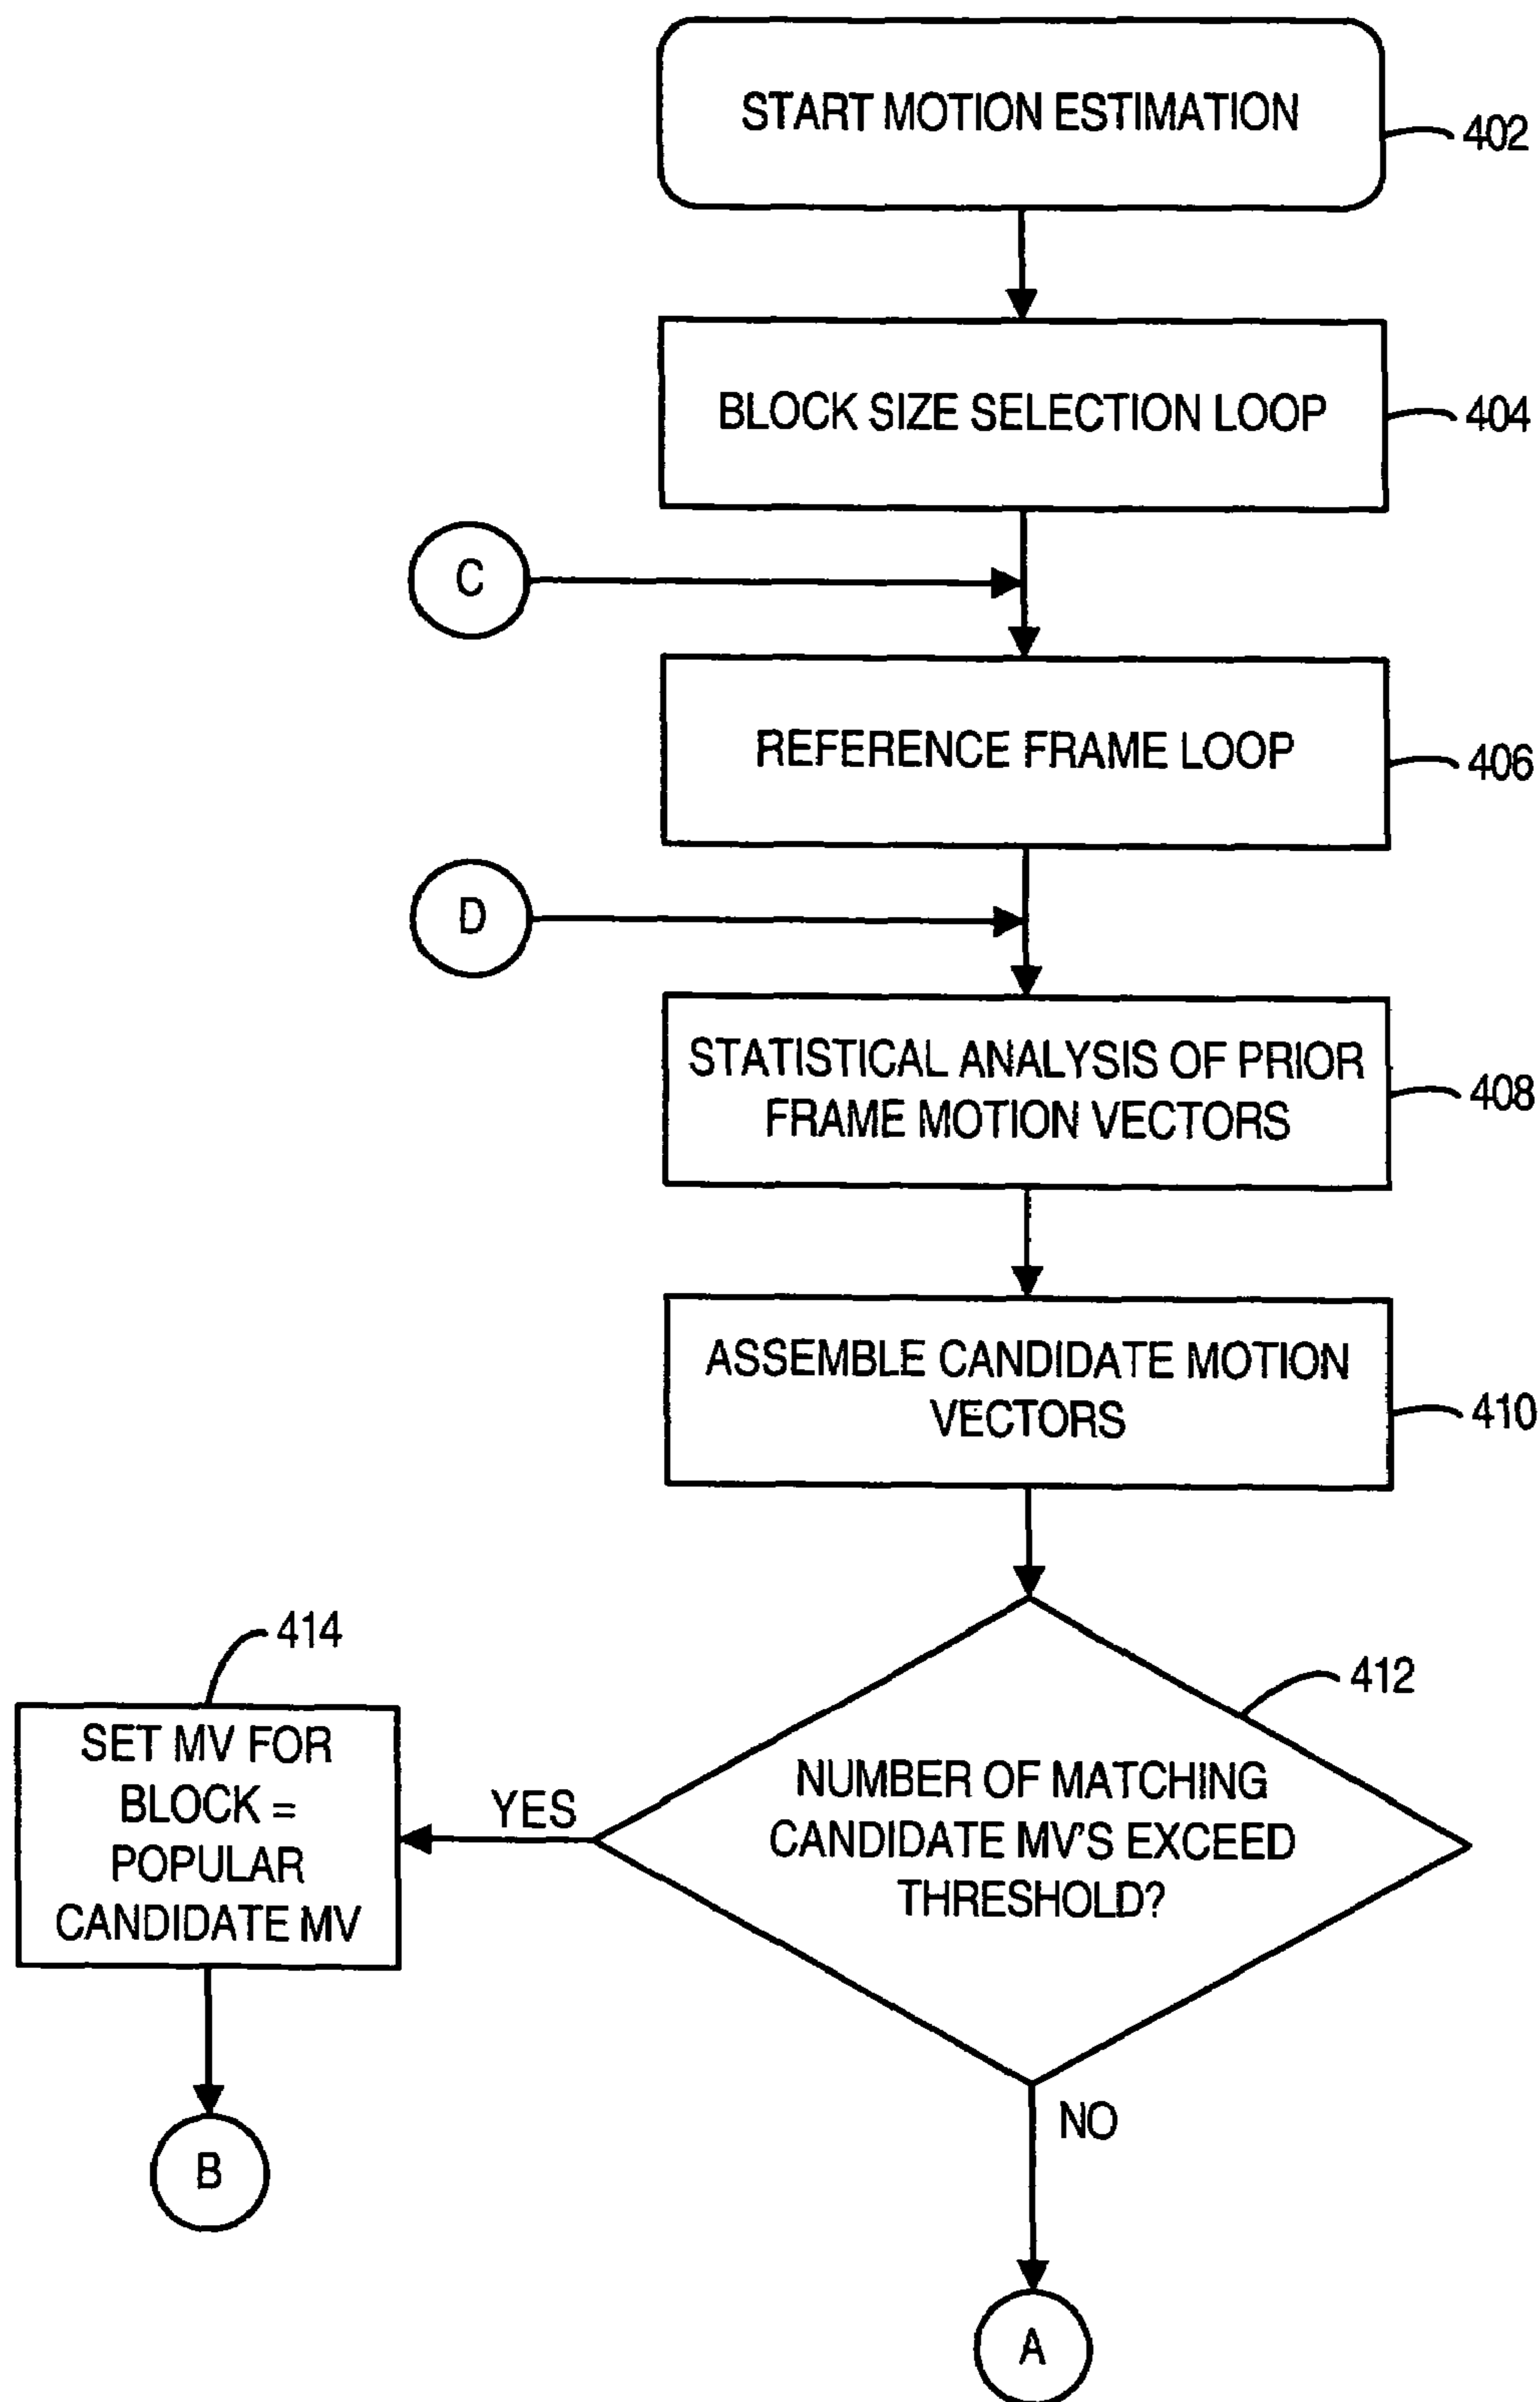 START MOTION ESTIMATION
402
BLOCK SIZE SELECTION LOOP
404
C
REFERENCE FRAME LOOP
406
D
STATISTICAL ANALYSIS OF PRIOR
FRAME MOTION VECTORS
408
ASSEMBLE CANDIDATE MOTION
VECTORS
410
412
NUMBER OF MATCHING
CANDIDATE MV'S EXCEED
THRESHOLD?
YES
414
SET MV FOR
BLOCK =
POPULAR
CANDIDATE MV
B
NO
A